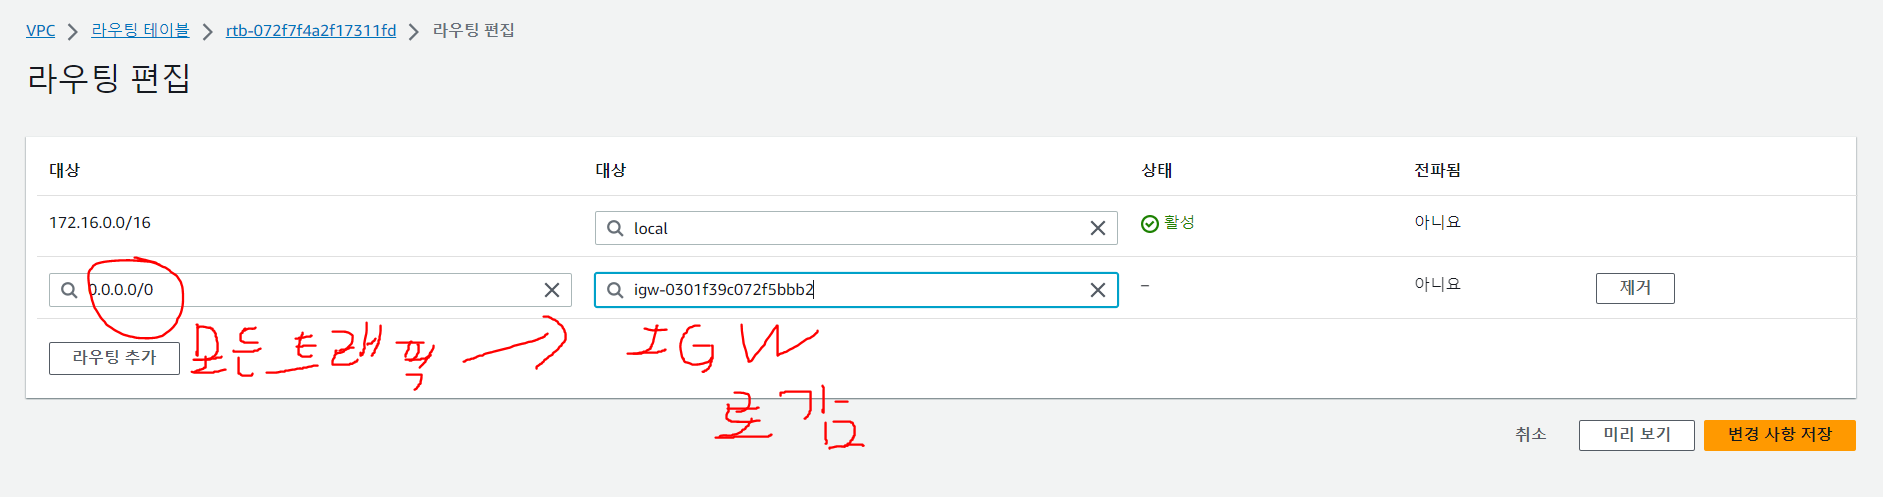 VPC > 라우팅 테이블 > rtb-072f7f4a2f17311fd > 라우팅 편집
라우팅 편집
대상 대상 상태 전파됨
172.16.0.0/16 local 활성 아니요
0.0.0.0/0 igw-0301f39c072f5bbb2 – 아니요 제거
라우팅 추가
모든트래픽 → IGW
로감
취소 미리 보기 변경 사항 저장